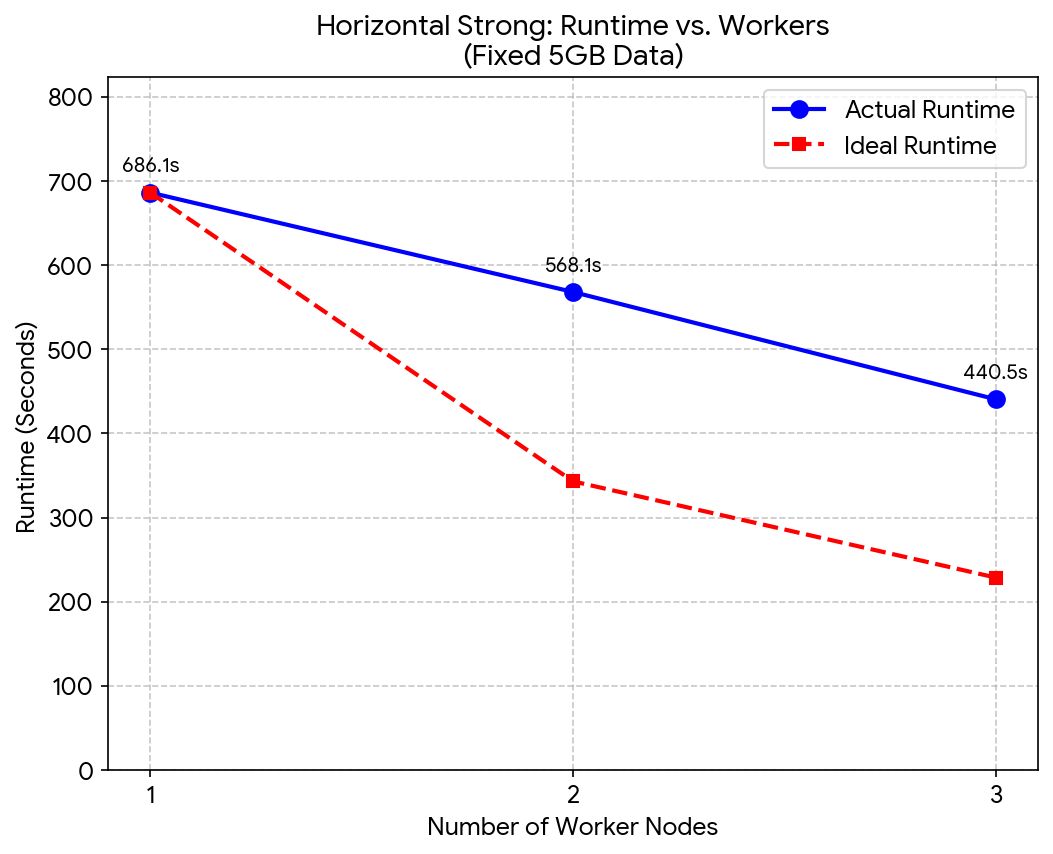 Horizontal Strong: Runtime vs. Workers
(Fixed 5GB Data)
800
700
600
500
400
300
200
100
0
Runtime (Seconds)
Actual Runtime
Ideal Runtime
686.1s
568.1s
440.5s
1
2
3
Number of Worker Nodes